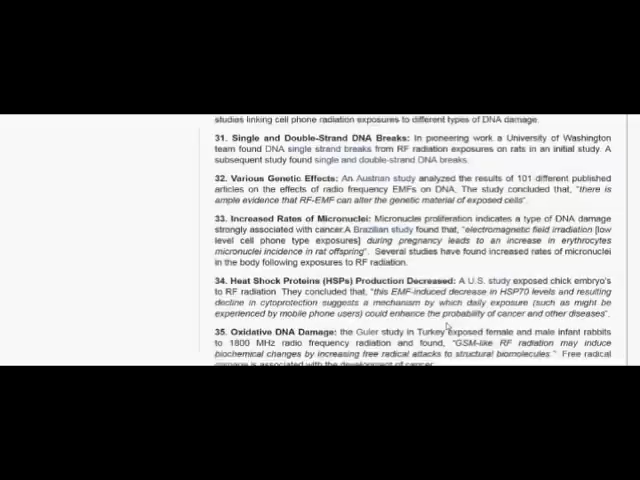 studies linking cell phone radiation exposures to different types of DNA damage.
31. Single and Double-Strand DNA Breaks: In pioneering work a University of Washington
team found DNA single strand breaks from RF radiation exposures on rats in an initial study. A
subsequent study found single and double-strand DNA breaks.
32. Various Genetic Effects: An Austrian study analyzed the results of 101 different published
articles on the effects of radio frequency EMFs on DNA. The study concluded that, "there is
ample evidence that RF-EMF can alter the genetic material of exposed cells".
33. Increased Rates of Micronuclei: Micronuclei proliferation indicates a type of DNA damage
strongly associated with cancer.A Brazilian study found that, "electromagnetic field irradiation [low
level cell phone type exposures] during pregnancy leads to an increase in erythrocytes
micronuclei incidence in rat offspring". Several studies have found increased rates of micronuclei
in the body following exposures to RF radiation.
34. Heat Shock Proteins (HSPs) Production Decreased: A U.S. study exposed chick embryo's
to RF radiation. They concluded that, "this EMF-induced decrease in HSP70 levels and resulting
decline in cytoprotection suggests a mechanism by which daily exposure (such as might be
experienced by mobile phone users) could enhance the probability of cancer and other diseases".
35. Oxidative DNA Damage: the Guler study in Turkey exposed female and male infant rabbits
to 1800 MHz radio frequency radiation and found, "GSM-like RF radiation may induce
biochemical changes by increasing free radical attacks to structural biomolecules." Free radical
damage is associated with the development of cancer.